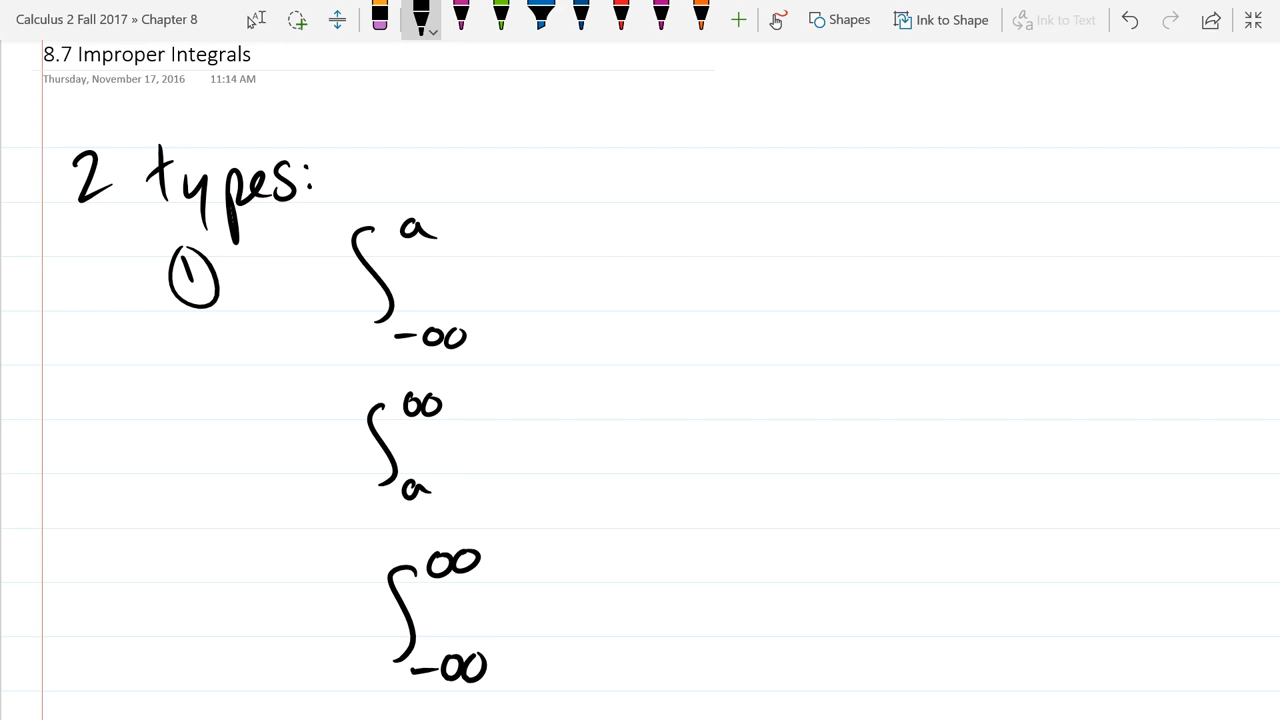 Calculus 2 Fall 2017 » Chapter 8
Shapes
Ink to Shape
Ink to Text
8.7 Improper Integrals
Thursday, November 17, 2016 11:14 AM
2 types:
① ∫_{-∞}^{a}
∫_{a}^{∞}
∫_{-∞}^{∞}